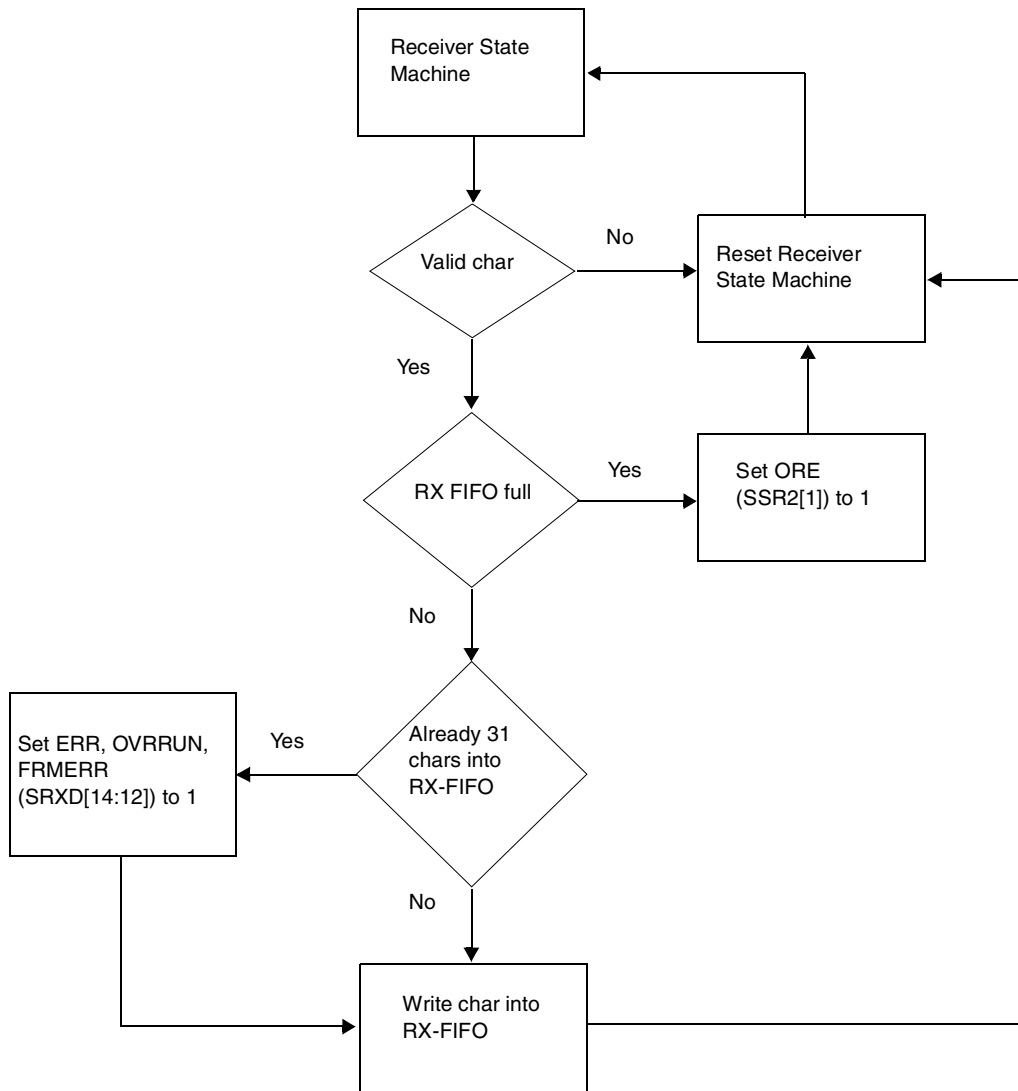 Receiver State
Machine
Valid char
No
Reset Receiver
State Machine
Yes
RX FIFO full
Yes
Set ORE
(SSR2[1]) to 1
No
Already 31
chars into
RX-FIFO
Yes
Set ERR, OVRRUN,
FRMERR
(SRXD[14:12]) to 1
No
Write char into
RX-FIFO